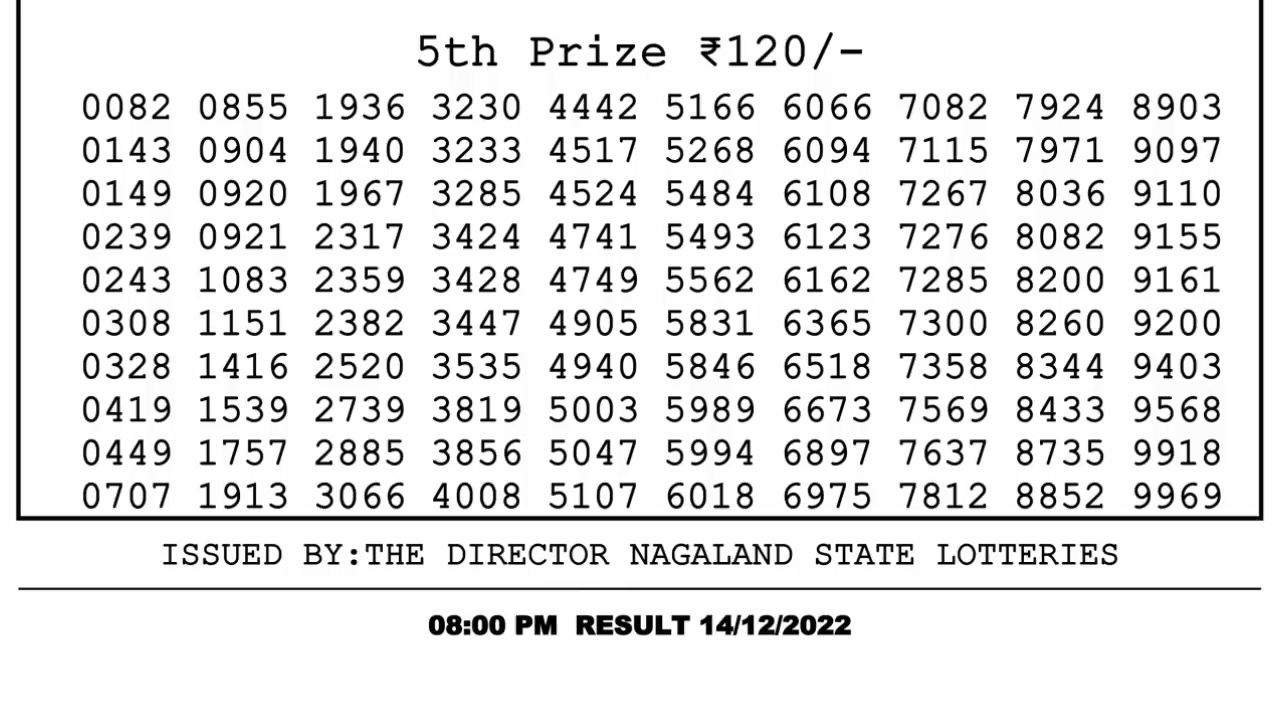 5th Prize ₹120/-
0082 0855 1936 3230 4442 5166 6066 7082 7924 8903
0143 0904 1940 3233 4517 5268 6094 7115 7971 9097
0149 0920 1967 3285 4524 5484 6108 7267 8036 9110
0239 0921 2317 3424 4741 5493 6123 7276 8082 9155
0243 1083 2359 3428 4749 5562 6162 7285 8200 9161
0308 1151 2382 3447 4905 5831 6365 7300 8260 9200
0328 1416 2520 3535 4940 5846 6518 7358 8344 9403
0419 1539 2739 3819 5003 5989 6673 7569 8433 9568
0449 1757 2885 3856 5047 5994 6897 7637 8735 9918
0707 1913 3066 4008 5107 6018 6975 7812 8852 9969
ISSUED BY:THE DIRECTOR NAGALAND STATE LOTTERIES
08:00 PM RESULT 14/12/2022